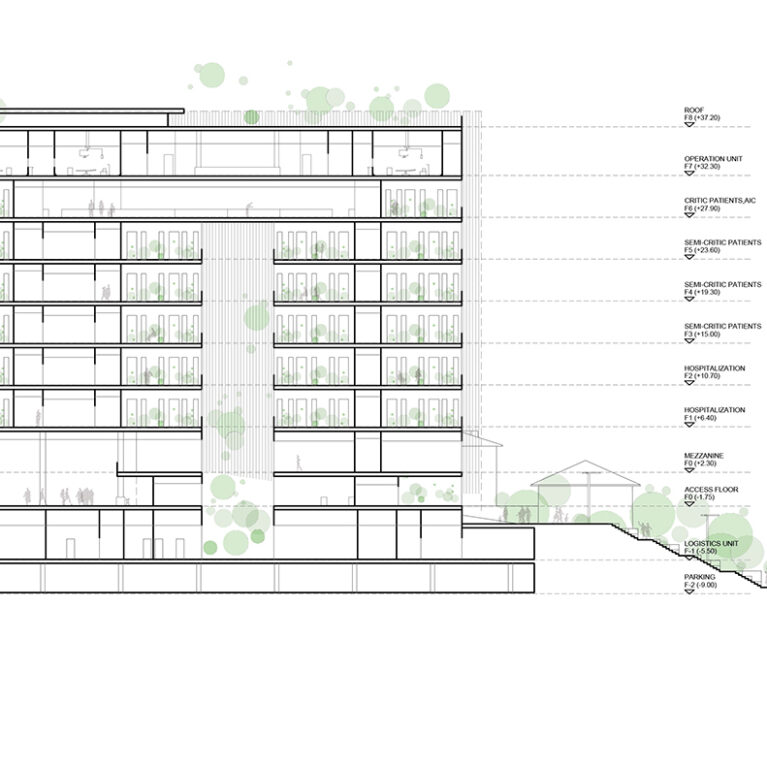 ROOF
F8 (+37.20)
OPERATION UNIT
F7 (+32.30)
CRITIC PATIENTS,AIC
F6 (+27.90)
SEMI-CRITIC PATIENTS
F5 (+23.60)
SEMI-CRITIC PATIENTS
F4 (+19.30)
SEMI-CRITIC PATIENTS
F3 (+15.00)
HOSPITALIZATION
F2 (+10.70)
HOSPITALIZATION
F1 (+6.40)
MEZZANINE
F0 (+2.30)
ACCESS FLOOR
F0 (-1.75)
LOGISTICS UNIT
F-1 (-5.50)
PARKING
F-2 (-9.00)